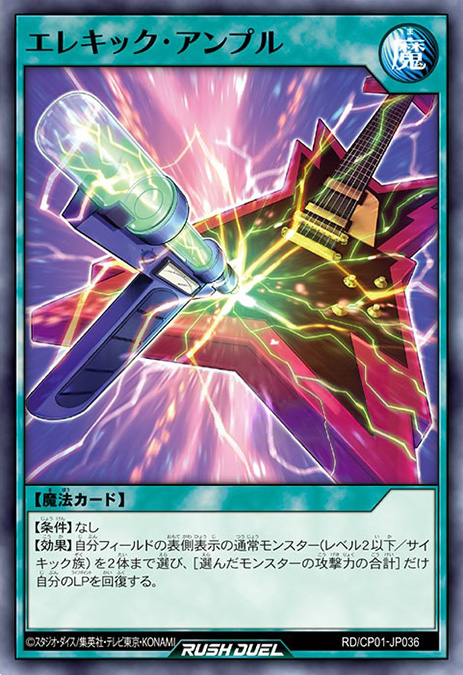 エレキック・アンプル
魔
【魔法カード】
【条件】なし
【効果】自分フィールドの表側表示の通常モンスター(レベル2以下/サイ
キック族)を2体まで選び、[選んだモンスターの攻撃力の合計]だけ
自分のLPを回復する。
©スタジオ・ダイス/集英社・テレビ東京・KONAMI
RUSH DUEL
RD/CP01-JP036